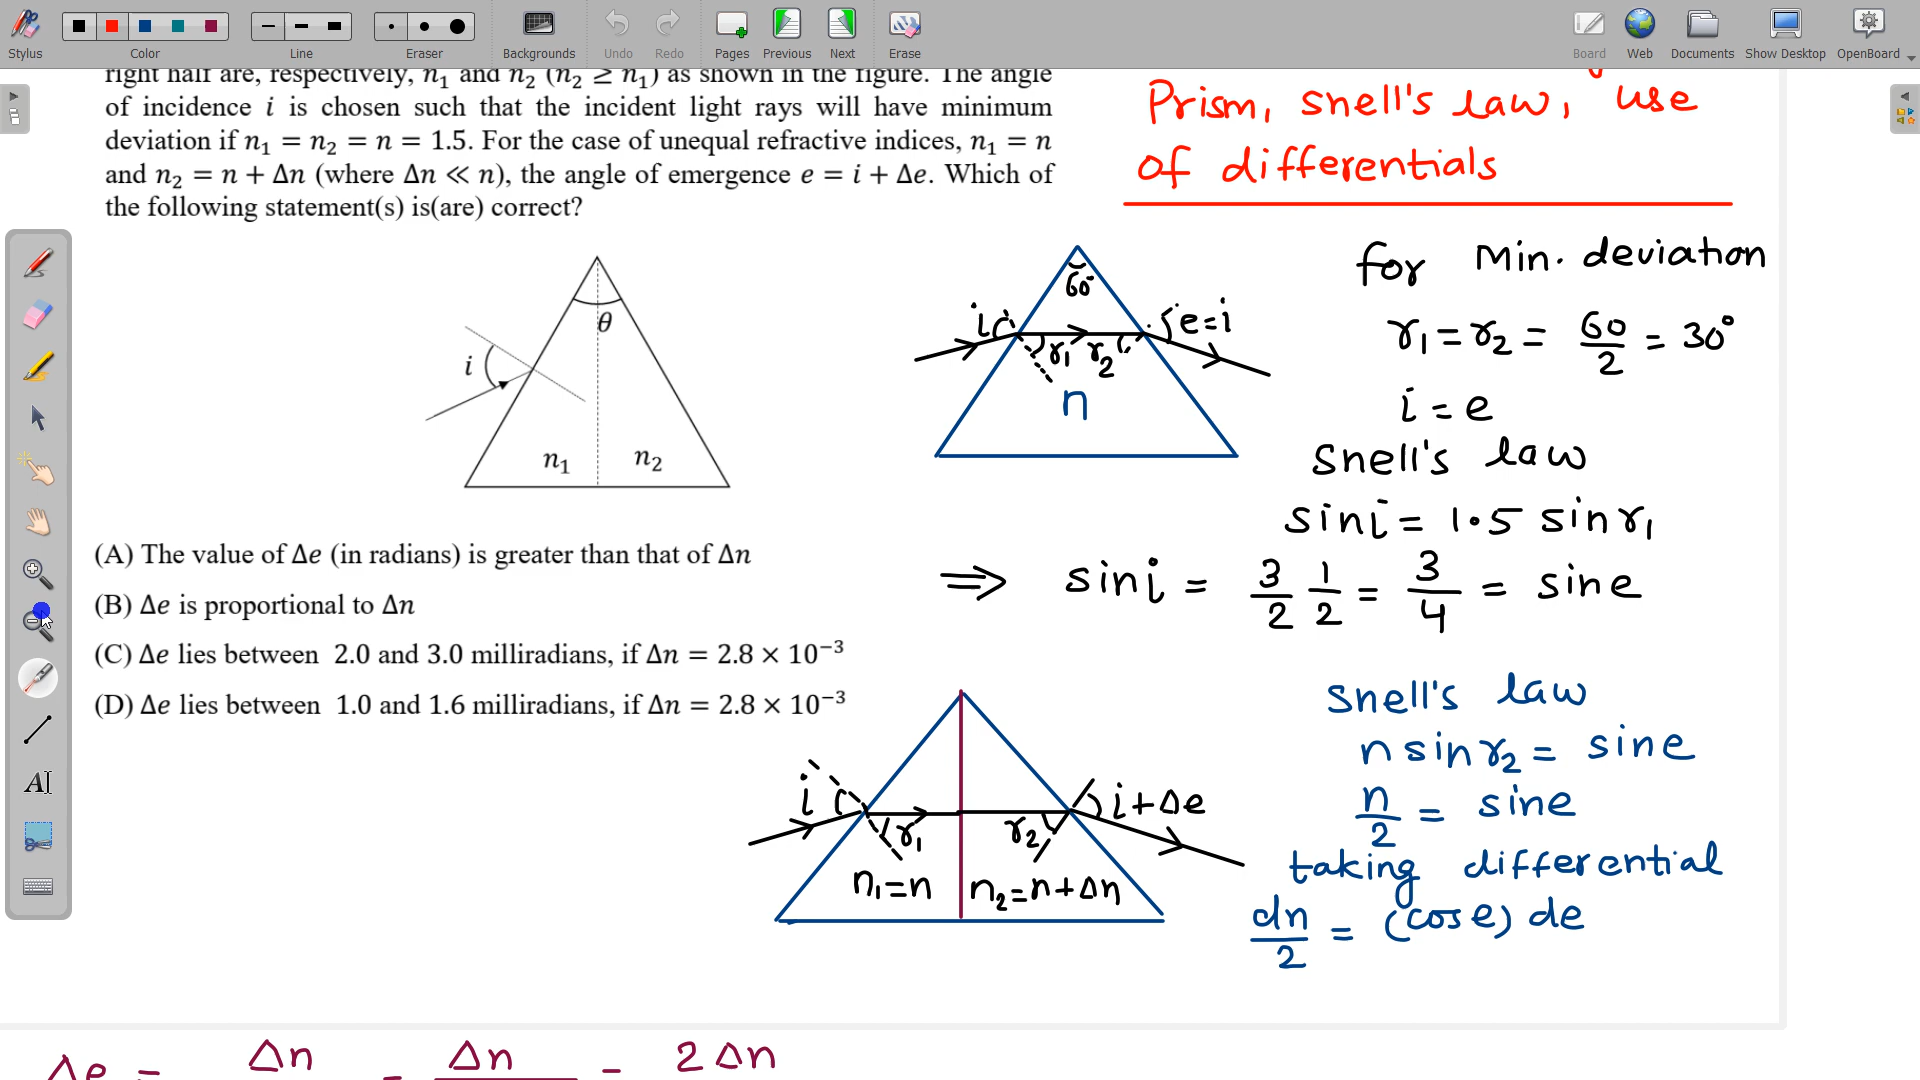 Stylus Color Line Eraser Backgrounds Undo Redo Pages Previous Next Erase Board Web Documents Show Desktop OpenBoard
right half are, respectively, n₁ and n₂ (n₂ ≥ n₁) as shown in the figure. The angle
of incidence i is chosen such that the incident light rays will have minimum
deviation if n₁ = n₂ = n = 1.5. For the case of unequal refractive indices, n₁ = n
and n₂ = n + Δn (where Δn ≪ n), the angle of emergence e = i + Δe. Which of
the following statement(s) is(are) correct?
Prism, snell's law, use
of differentials
θ
i
n₁ n₂
60°
i e=i
r₁ r₂
n
for Min. deviation
r₁ = r₂ = 60/2 = 30°
i = e
Snell's law
sini = 1.5 sin r₁
⇒ sini = 3/2 1/2 = 3/4 = sine
(A) The value of Δe (in radians) is greater than that of Δn
(B) Δe is proportional to Δn
(C) Δe lies between 2.0 and 3.0 milliradians, if Δn = 2.8 × 10⁻³
(D) Δe lies between 1.0 and 1.6 milliradians, if Δn = 2.8 × 10⁻³
i i+Δe
r₁ r₂
n₁=n n₂=n+Δn
Snell's law
n sin r₂ = sine
n/2 = sine
taking differential
dn/2 = (cos e) de
AI
Δe = Δn = Δn = 2Δn